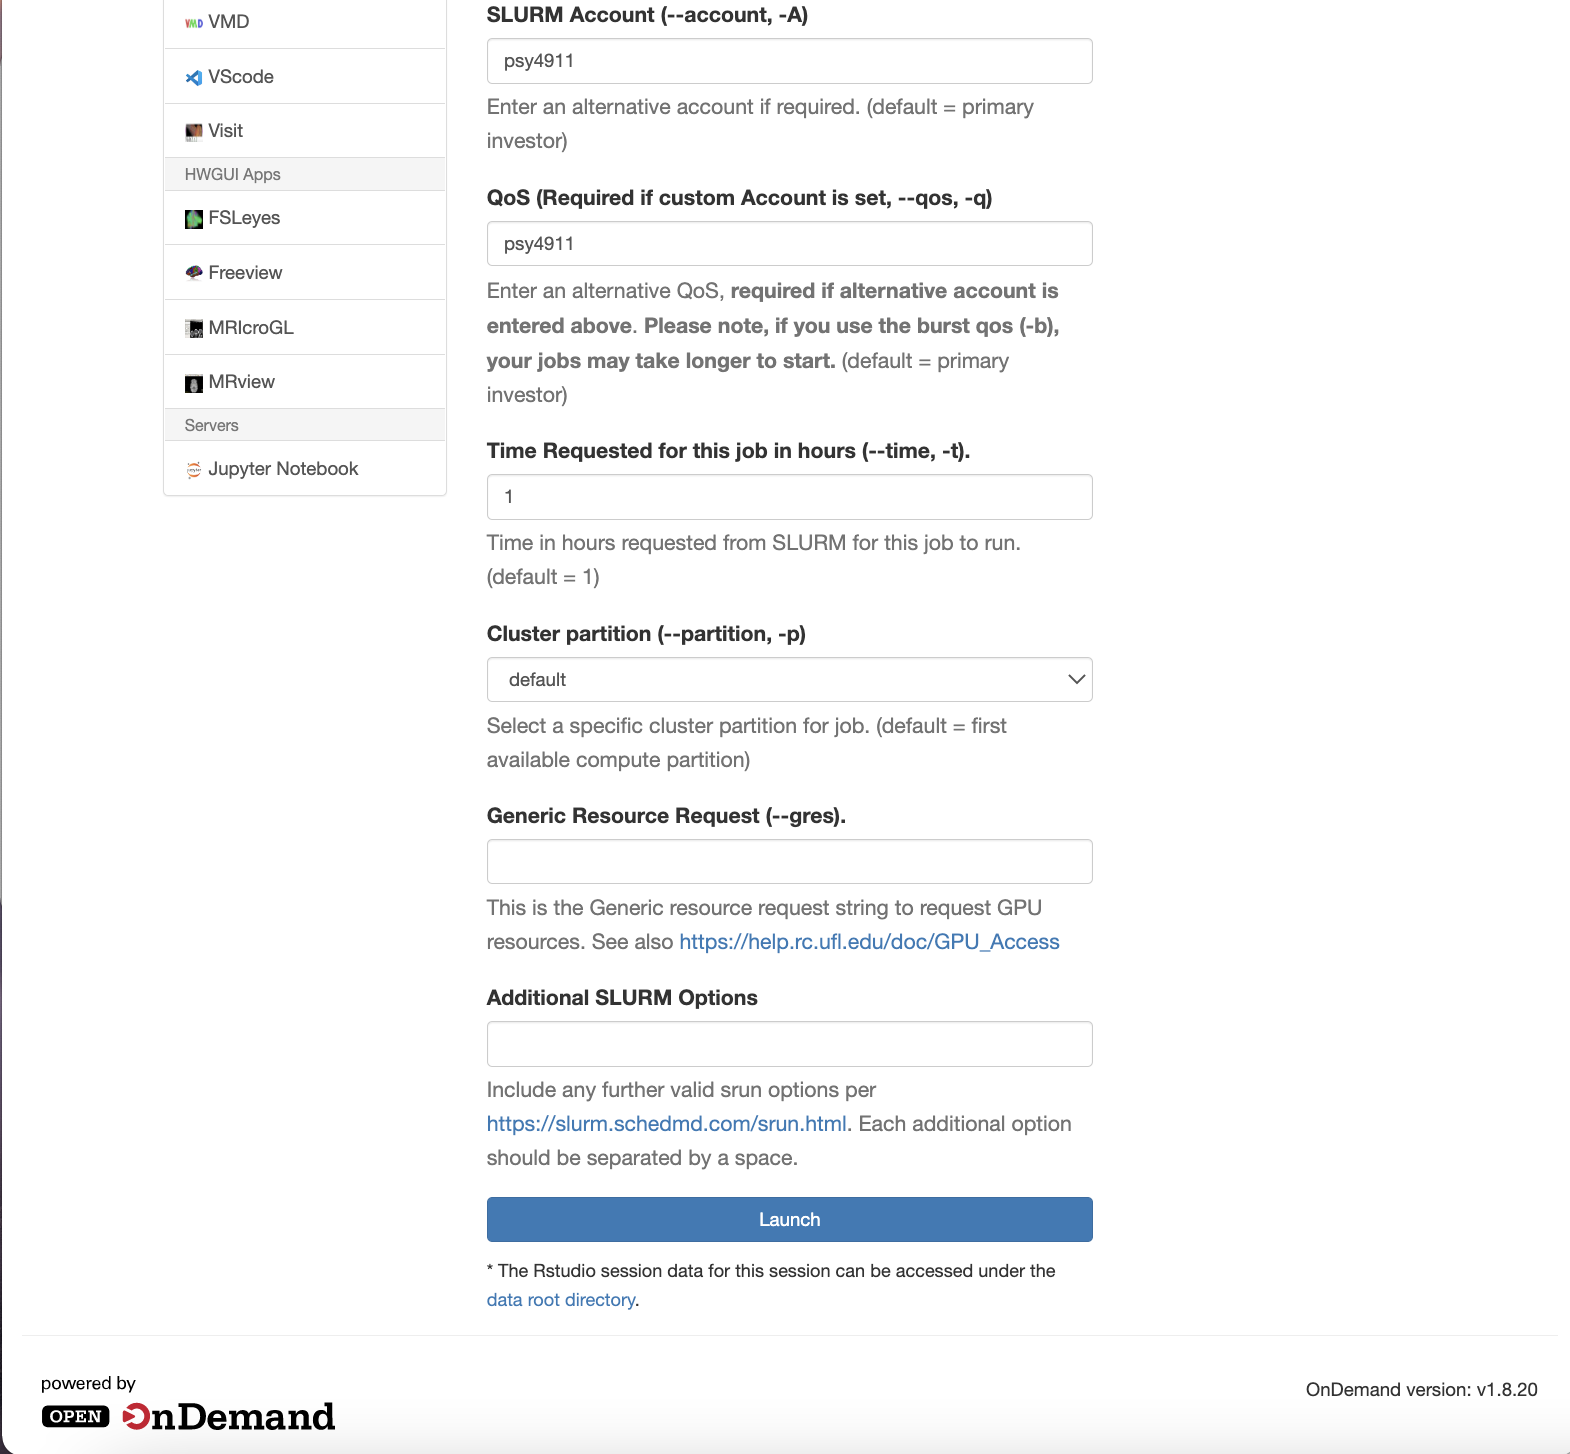 VMD
VScode
Visit
HWGUI Apps
FSLeyes
Freeview
MRIcroGL
MRview
Servers
Jupyter Notebook
SLURM Account (--account, -A)
psy4911
Enter an alternative account if required. (default = primary
investor)
QoS (Required if custom Account is set, --qos, -q)
psy4911
Enter an alternative QoS, required if alternative account is
entered above. Please note, if you use the burst qos (-b),
your jobs may take longer to start. (default = primary
investor)
Time Requested for this job in hours (--time, -t).
1
Time in hours requested from SLURM for this job to run.
(default = 1)
Cluster partition (--partition, -p)
default
Select a specific cluster partition for job. (default = first
available compute partition)
Generic Resource Request (--gres).
This is the Generic resource request string to request GPU
resources. See also https://help.rc.ufl.edu/doc/GPU_Access
Additional SLURM Options
Include any further valid srun options per
https://slurm.schedmd.com/srun.html. Each additional option
should be separated by a space.
Launch
* The Rstudio session data for this session can be accessed under the
data root directory.
powered by
OPEN OnDemand
OnDemand version: v1.8.20